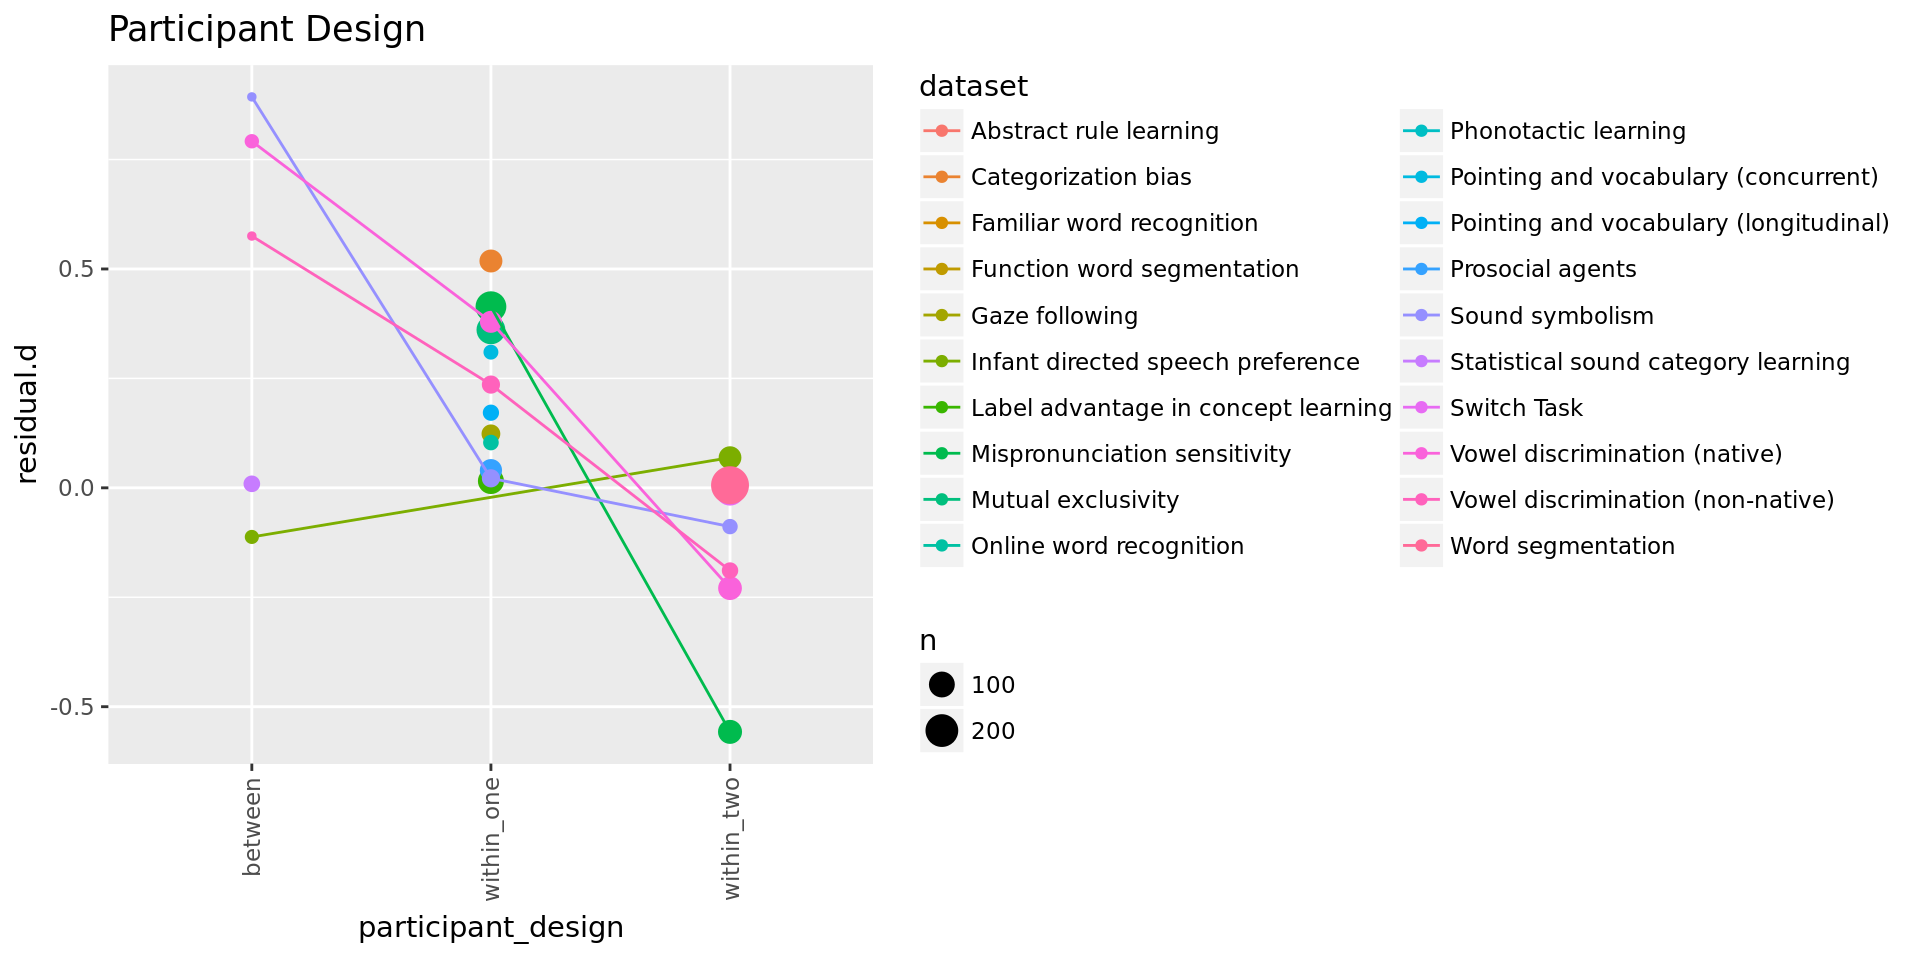 Participant Design
residual.d
0.5
0.0
-0.5
between
within_one
within_two
participant_design
dataset
Abstract rule learning
Categorization bias
Familiar word recognition
Function word segmentation
Gaze following
Infant directed speech preference
Label advantage in concept learning
Mispronunciation sensitivity
Mutual exclusivity
Online word recognition
Phonotactic learning
Pointing and vocabulary (concurrent)
Pointing and vocabulary (longitudinal)
Prosocial agents
Sound symbolism
Statistical sound category learning
Switch Task
Vowel discrimination (native)
Vowel discrimination (non-native)
Word segmentation
n
100
200